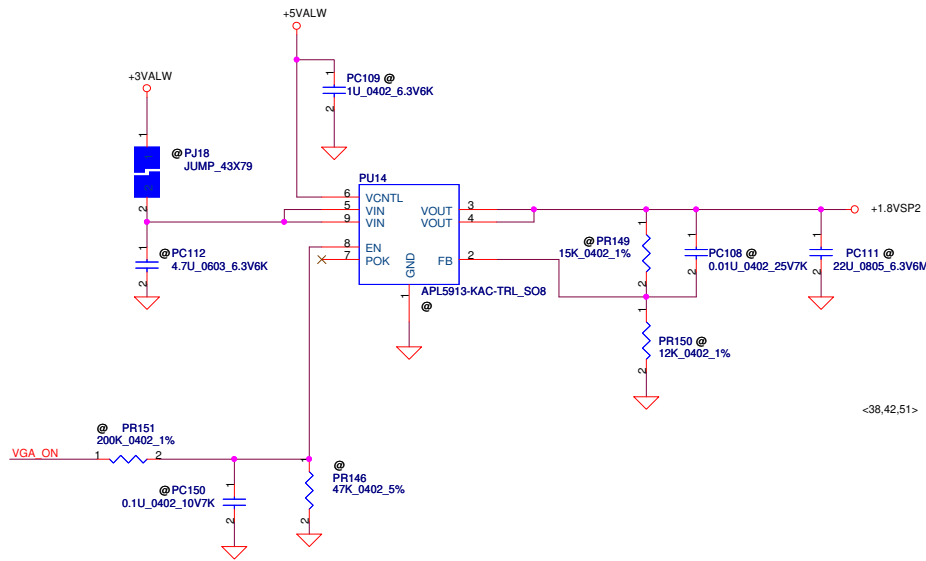 +5VALW
+3VALW
1
PC109 @
1U_0402_6.3V6K
2
1
@ PJ18
JUMP_43X79
1
2
2
PU14
6 VCNTL
5 VIN
9 VIN
VOUT 3
VOUT 4
+1.8VSP2
8 EN
7 POK
GND
FB 2
1
@ PC112
4.7U_0603_6.3V6K
2
1
@ PR149
15K_0402_1%
2
1
PC108 @
0.01U_0402_25V7K
2
1
PC111 @
22U_0805_6.3V6M
2
APL5913-KAC-TRL_SO8
@
1
1
PR150 @
12K_0402_1%
2
<38,42,51>
@ PR151
200K_0402_1%
VGA_ON
1 2
1
@ PC150
0.1U_0402_10V7K
2
1
@
PR146
47K_0402_5%
2